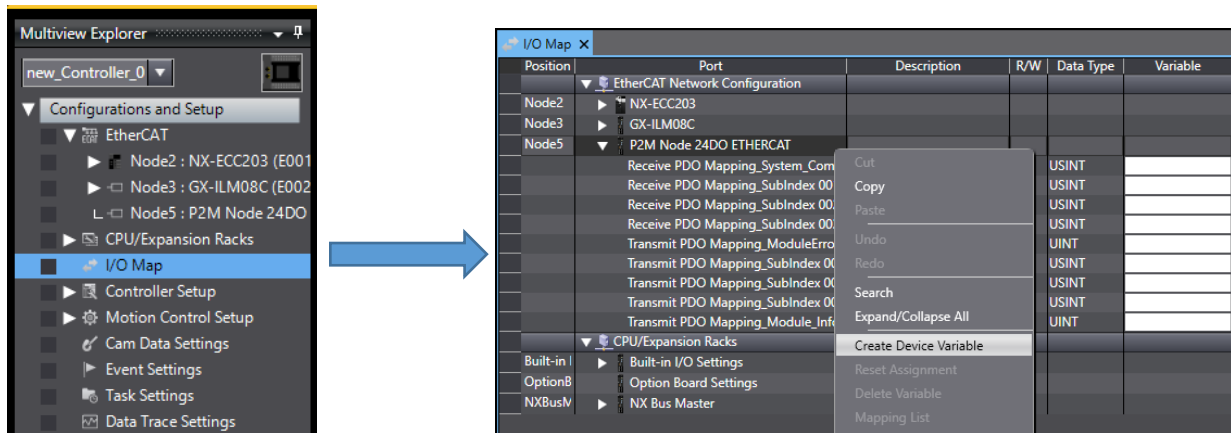 Multiview Explorer
new_Controller_0
Configurations and Setup
EtherCAT
Node2 : NX-ECC203 (E001
Node3 : GX-ILM08C (E002
Node5 : P2M Node 24DO
CPU/Expansion Racks
I/O Map
Controller Setup
Motion Control Setup
Cam Data Settings
Event Settings
Task Settings
Data Trace Settings
I/O Map
Position Port Description R/W Data Type Variable
EtherCAT Network Configuration
Node2 NX-ECC203
Node3 GX-ILM08C
Node5 P2M Node 24DO ETHERCAT
Receive PDO Mapping_System_Com USINT
Receive PDO Mapping_SubIndex 00 USINT
Receive PDO Mapping_SubIndex 00 USINT
Receive PDO Mapping_SubIndex 00 USINT
Transmit PDO Mapping_ModuleErro UINT
Transmit PDO Mapping_SubIndex 00 USINT
Transmit PDO Mapping_SubIndex 00 USINT
Transmit PDO Mapping_SubIndex 00 USINT
Transmit PDO Mapping_Module_Inf UINT
CPU/Expansion Racks
Built-in Built-in I/O Settings
OptionB Option Board Settings
NXBusM NX Bus Master
Cut
Copy
Paste
Undo
Redo
Search
Expand/Collapse All
Create Device Variable
Reset Assignment
Delete Variable
Mapping List